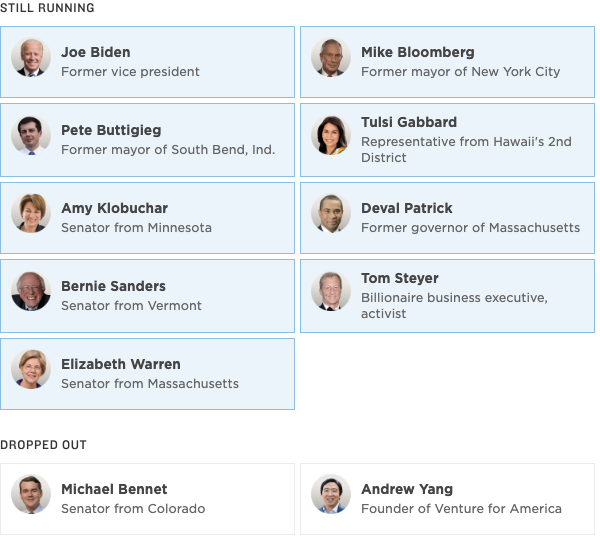 STILL RUNNING
Joe Biden
Former vice president
Mike Bloomberg
Former mayor of New York City
Pete Buttigieg
Former mayor of South Bend, Ind.
Tulsi Gabbard
Representative from Hawaii's 2nd
District
Amy Klobuchar
Senator from Minnesota
Deval Patrick
Former governor of Massachusetts
Bernie Sanders
Senator from Vermont
Tom Steyer
Billionaire business executive,
activist
Elizabeth Warren
Senator from Massachusetts
DROPPED OUT
Michael Bennet
Senator from Colorado
Andrew Yang
Founder of Venture for America